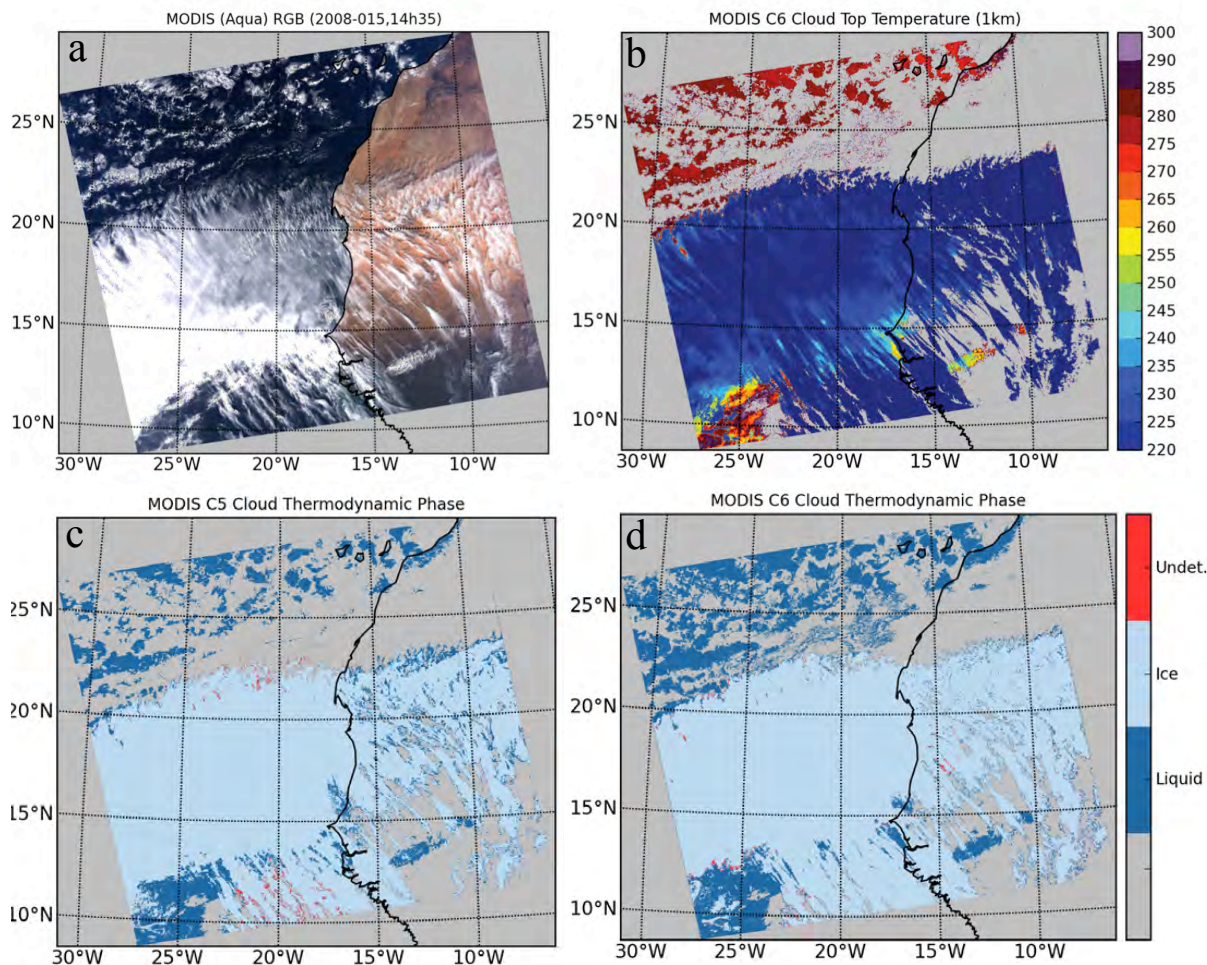 MODIS (Aqua) RGB (2008-015,14h35)
MODIS C6 Cloud Top Temperature (1km)
a
b
25°N
20°N
15°N
10°N
30°W
25°W
20°W
15°W
10°W
25°N
20°N
15°N
10°N
30°W
25°W
20°W
15°W
10°W
300
290
285
280
275
270
265
260
255
250
245
240
235
230
225
220
MODIS C5 Cloud Thermodynamic Phase
MODIS C6 Cloud Thermodynamic Phase
c
d
25°N
20°N
15°N
10°N
30°W
25°W
20°W
15°W
10°W
25°N
20°N
15°N
10°N
30°W
25°W
20°W
15°W
10°W
Undet.
Ice
Liquid